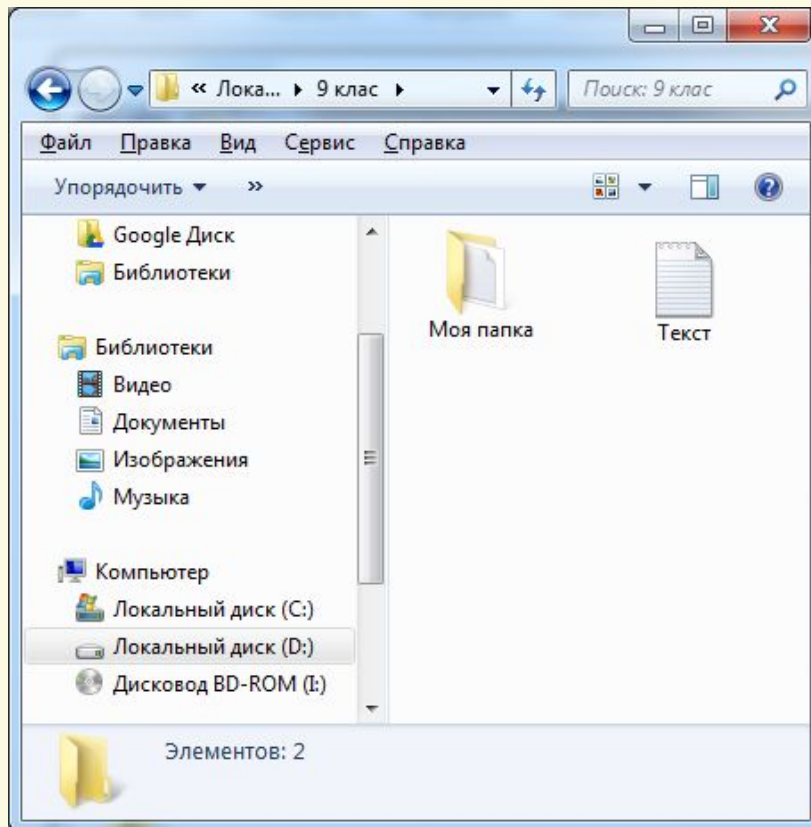 « Лока... 9 клас Поиск: 9 клас
Файл Правка Вид Сервис Справка
Упорядочить »
Google Диск
Библиотеки
Библиотеки
Видео
Документы
Изображения
Музыка
Компьютер
Локальный диск (C:)
Локальный диск (D:)
Дисковод BD-ROM (I:)
Моя папка Текст
Элементов: 2